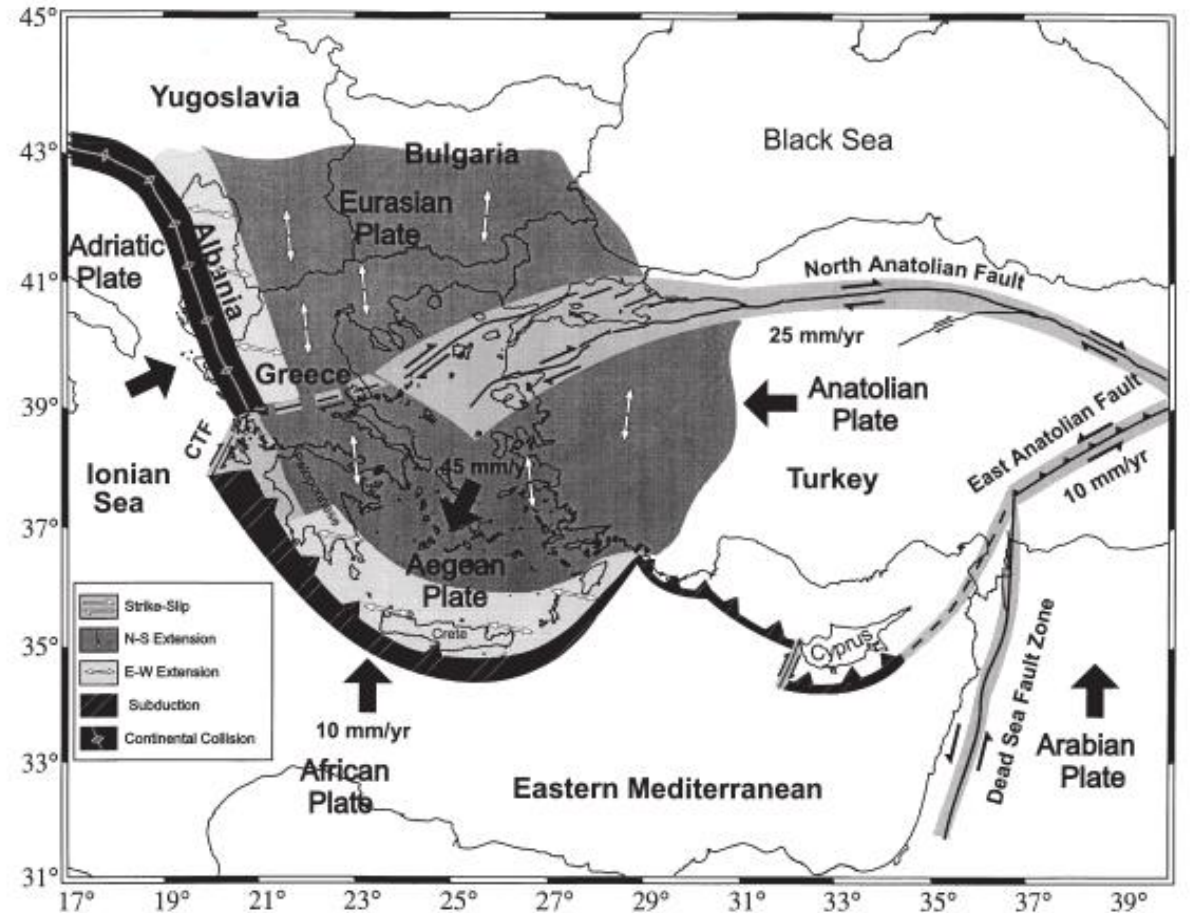 45°
43°
41°
39°
37°
35°
33°
31°
17°
19°
21°
23°
25°
27°
29°
31°
33°
35°
37°
39°
Yugoslavia
Bulgaria
Black Sea
Eurasian
Plate
Adriatic
Plate
Albania
North Anatolian Fault
25 mm/yr
Greece
Anatolian
Plate
East Anatolian Fault
10 mm/yr
CTF
Ionian
Sea
Peloponnese
45 mm/y
Turkey
Aegean
Plate
Crete
Cyprus
Strike-Slip
N-S Extension
E-W Extension
Subduction
Continental Collision
10 mm/yr
African
Plate
Eastern Mediterranean
Dead Sea Fault Zone
Arabian
Plate